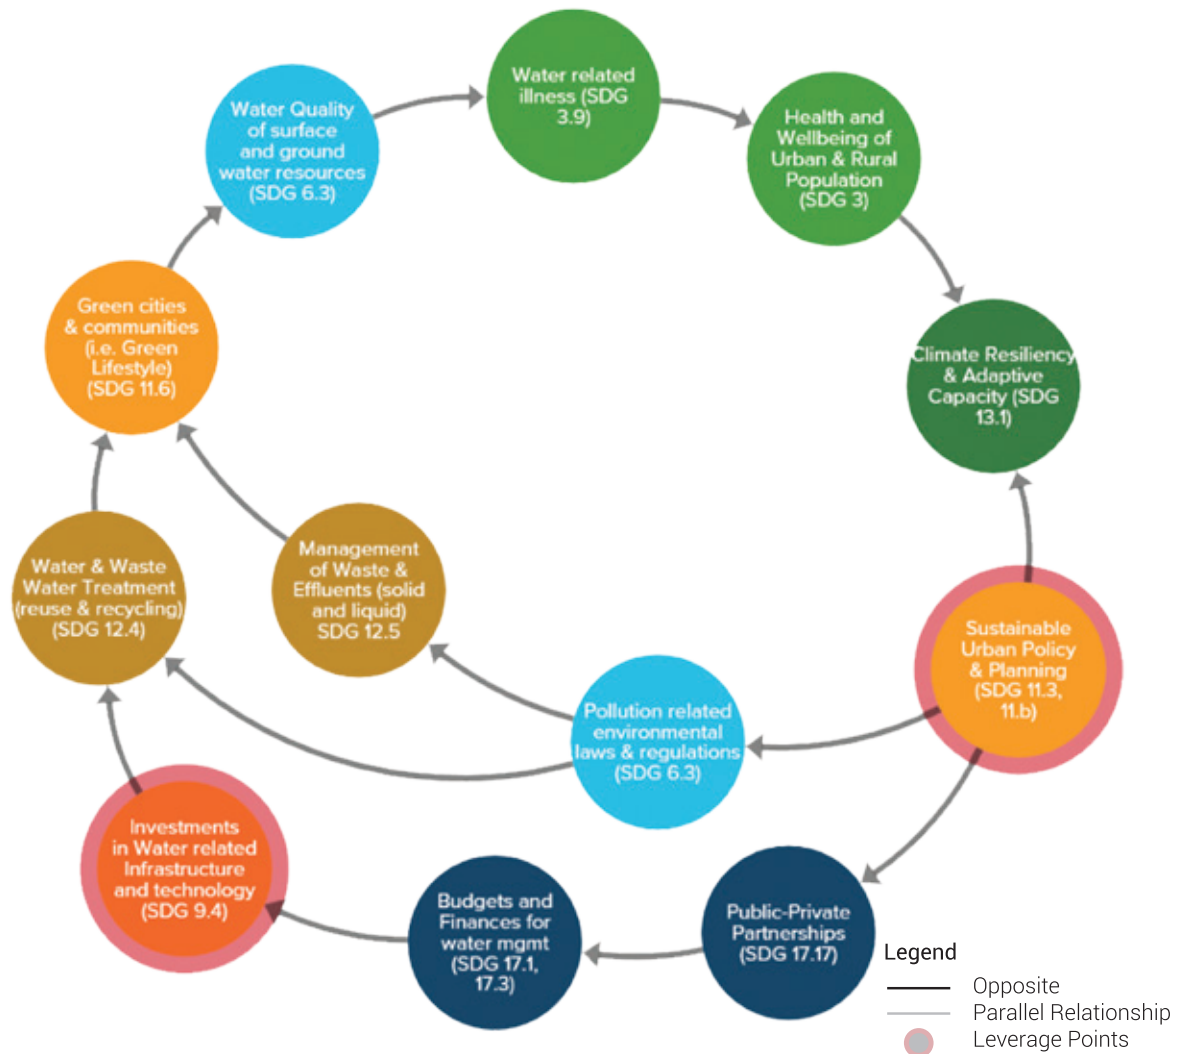 Water related
illness (SDG
3.9)
Water Quality
of surface
and ground
water resources
(SDG 6.3)
Health and
Wellbeing of
Urban & Rural
Population
(SDG 3)
Green cities
& communities
(i.e. Green
Lifestyle)
(SDG 11.6)
Climate Resiliency
& Adaptive
Capacity (SDG
13.1)
Water & Waste
Water Treatment
(reuse & recycling)
(SDG 12.4)
Management
of Waste &
Effluents (solid
and liquid)
SDG 12.5
Sustainable
Urban Policy
& Planning
(SDG 11.3,
11.b)
Pollution related
environmental
laws & regulations
(SDG 6.3)
Investments
in Water related
Infrastructure
and technology
(SDG 9.4)
Budgets and
Finances for
water mgmt
(SDG 17.1,
17.3)
Public-Private
Partnerships
(SDG 17.17)
Legend
Opposite
Parallel Relationship
Leverage Points